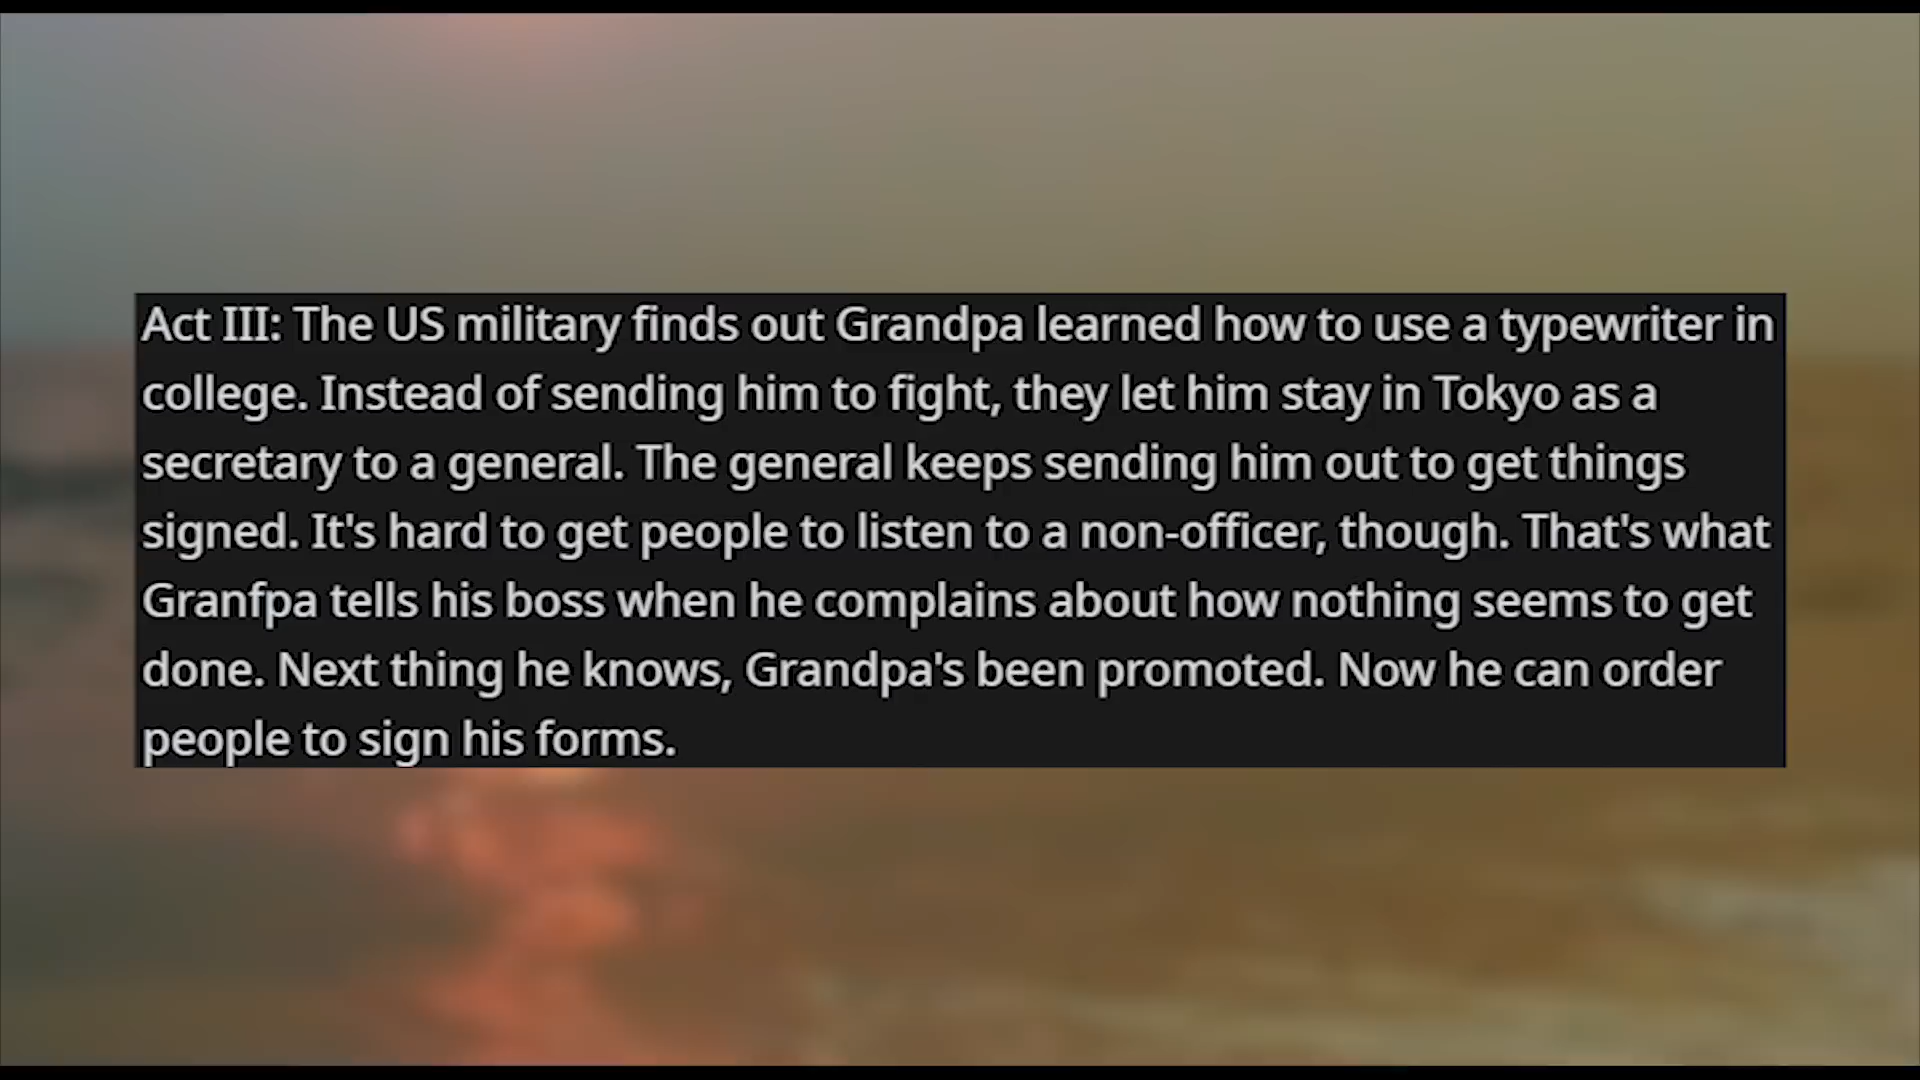 Act III: The US military finds out Grandpa learned how to use a typewriter in
college. Instead of sending him to fight, they let him stay in Tokyo as a
secretary to a general. The general keeps sending him out to get things
signed. It's hard to get people to listen to a non-officer, though. That's what
Granfpa tells his boss when he complains about how nothing seems to get
done. Next thing he knows, Grandpa's been promoted. Now he can order
people to sign his forms.